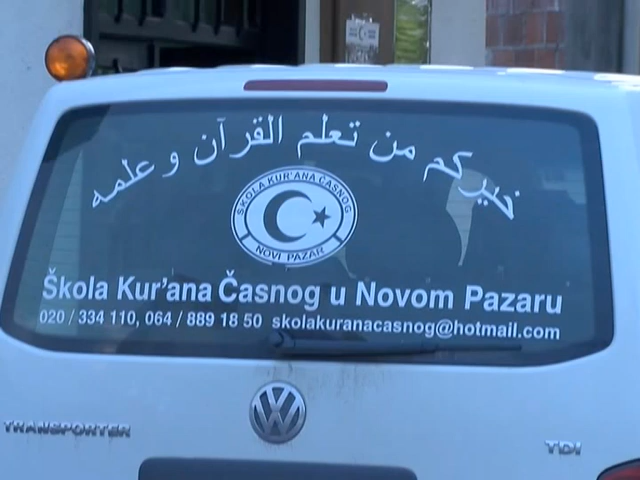 خيركم من تعلم القرآن وعلمه
ŠKOLA KUR'ANA ČASNOG
NOVI PAZAR
Škola Kur'ana Časnog u Novom Pazaru
020 / 334 110, 064 / 889 18 50 skolakuranacasnog@hotmail.com
TRANSPORTER
TDI